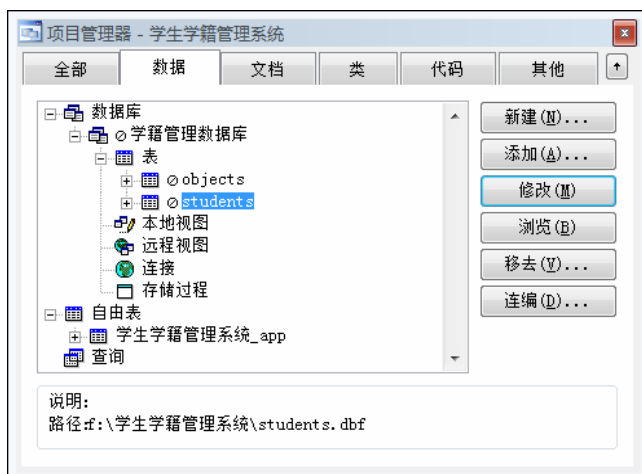 项目管理器 - 学生学籍管理系统
全部 数据 文档 类 代码 其他
数据库
学籍管理数据库
表
objects
students
本地视图
远程视图
连接
存储过程
自由表
学生学籍管理系统_app
查询
新建(N)...
添加(A)...
修改(M)
浏览(B)
移去(V)...
连编(D)...
说明:
路径:f:\学生学籍管理系统\students.dbf